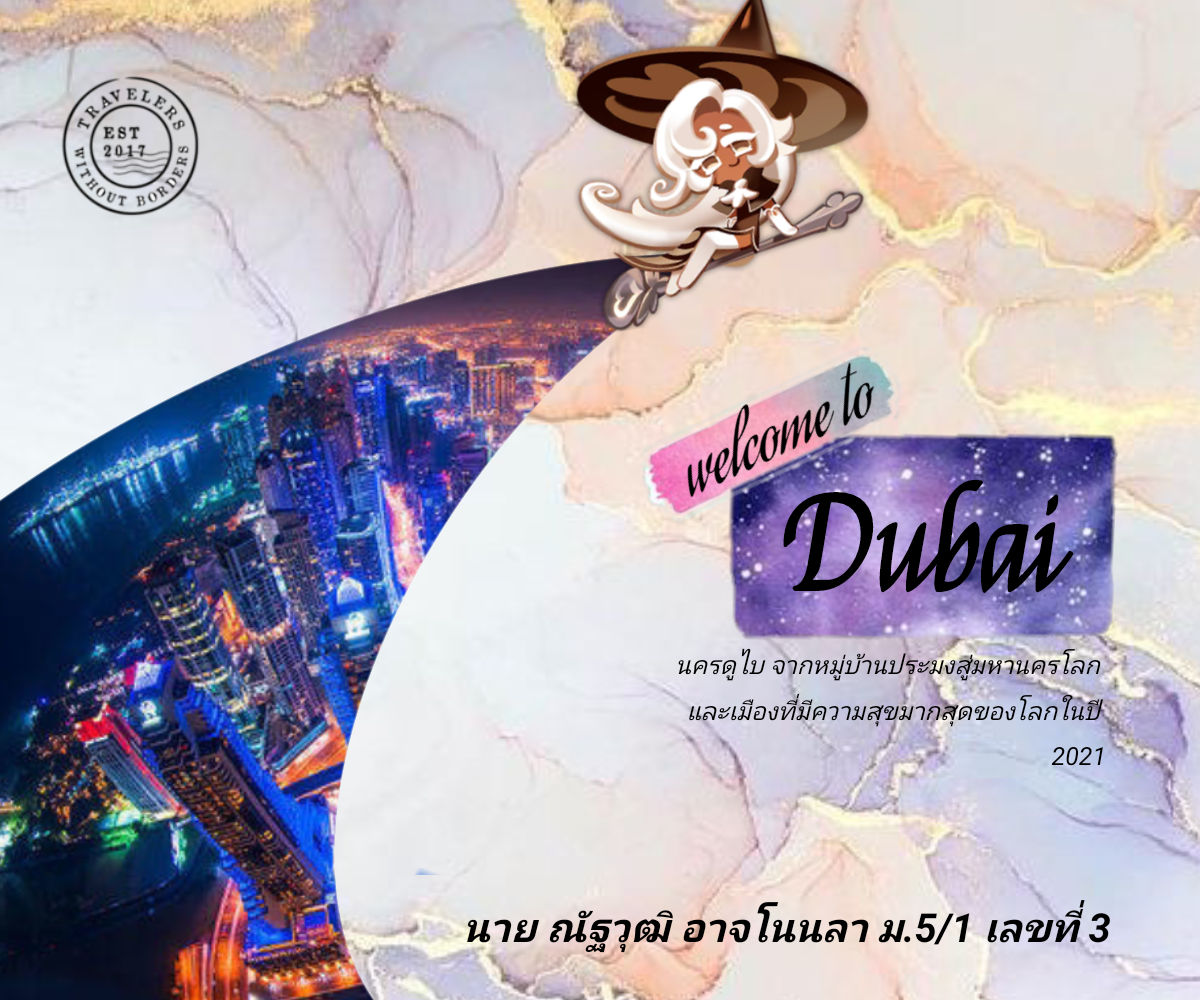 TRAVELERS
EST
2017
WITHOUT BORDERS
welcome to
Dubai
นครดูไบ จากหมู่บ้านประมงสู่มหานครโลก
และเมืองที่มีความสุขมากสุดของโลกในปี
2021
นาย ณัฐวุฒิ อาจโนนลา ม.5/1 เลขที่ 3